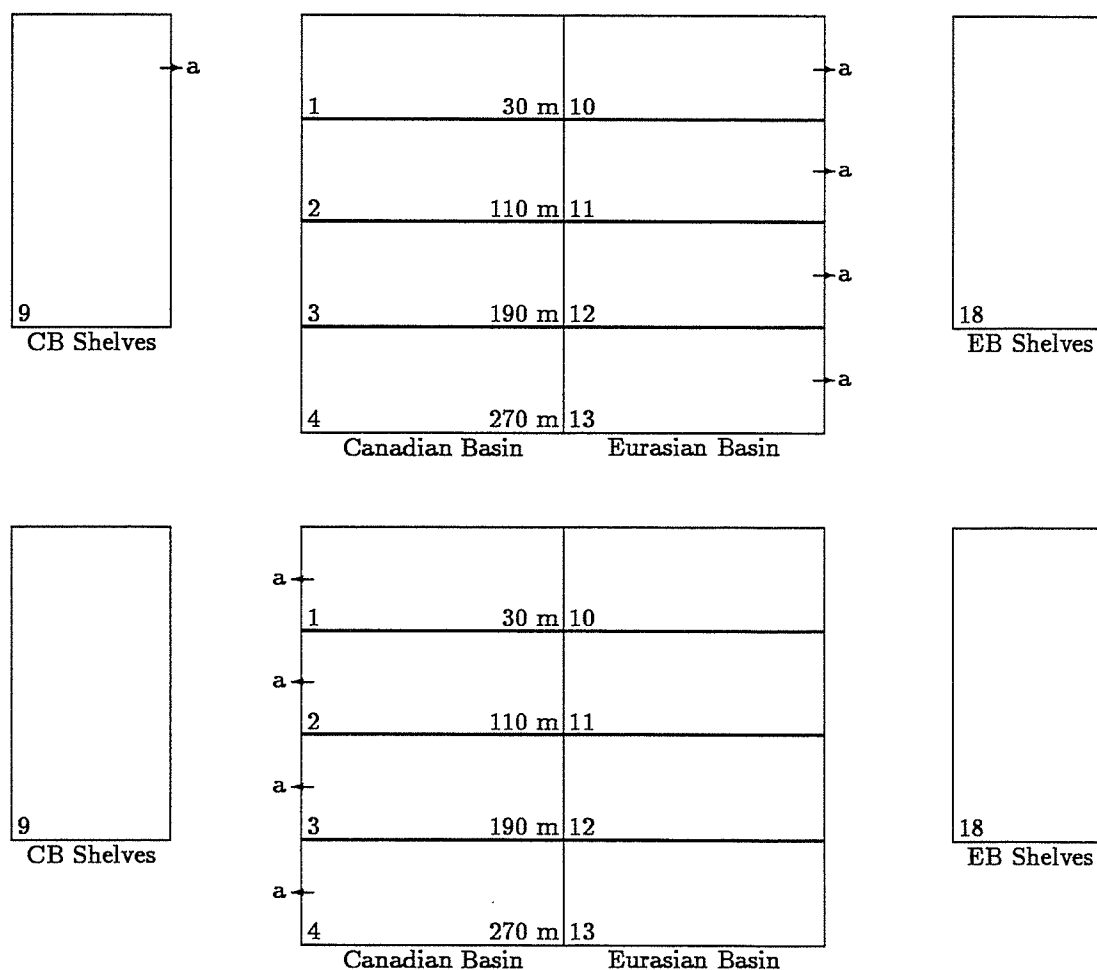 a
a
1 30 m 10
a
2 110 m 11
a
9
3 190 m 12
18
CB Shelves
EB Shelves
a
4 270 m 13
Canadian Basin Eurasian Basin
a
1 30 m 10
a
2 110 m 11
a
9
3 190 m 12
18
CB Shelves
EB Shelves
a
4 270 m 13
Canadian Basin Eurasian Basin